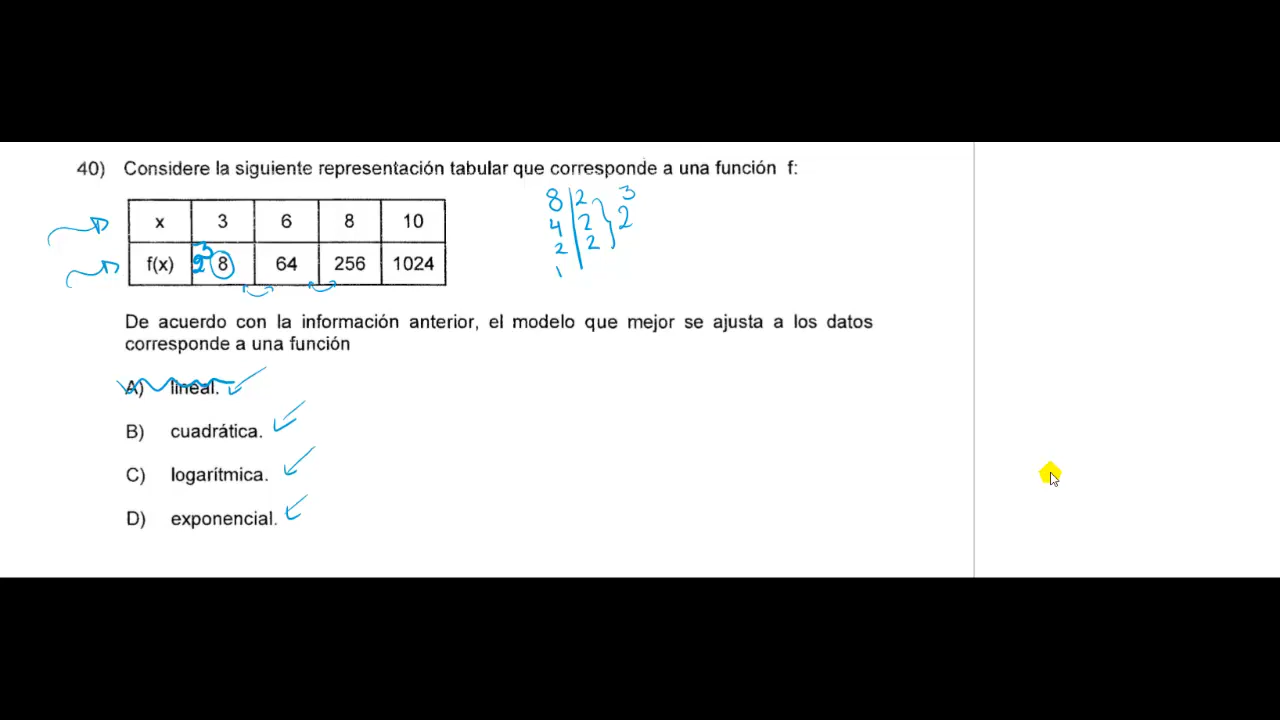 40) Considere la siguiente representación tabular que corresponde a una función f:
x 3 6 8 10
f(x) 2³ 8 64 256 1024
8 2 3
4 2 2
2 2
1
De acuerdo con la información anterior, el modelo que mejor se ajusta a los datos
corresponde a una función
A) lineal.
B) cuadrática.
C) logarítmica.
D) exponencial.